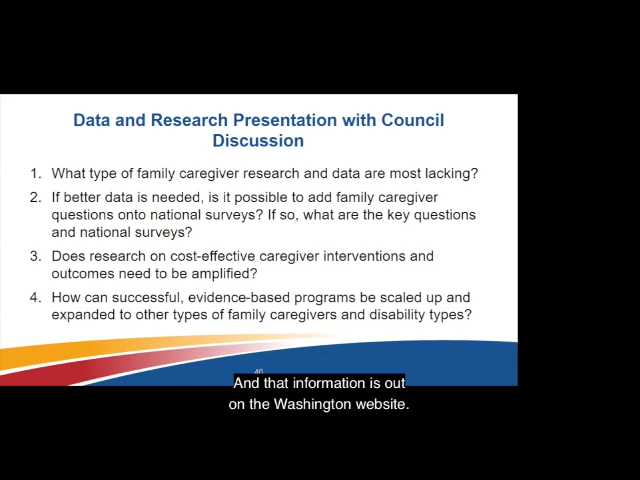 Data and Research Presentation with Council
Discussion
1. What type of family caregiver research and data are most lacking?
2. If better data is needed, is it possible to add family caregiver
questions onto national surveys? If so, what are the key questions
and national surveys?
3. Does research on cost-effective caregiver interventions and
outcomes need to be amplified?
4. How can successful, evidence-based programs be scaled up and
expanded to other types of family caregivers and disability types?
40
And that information is out
on the Washington website.